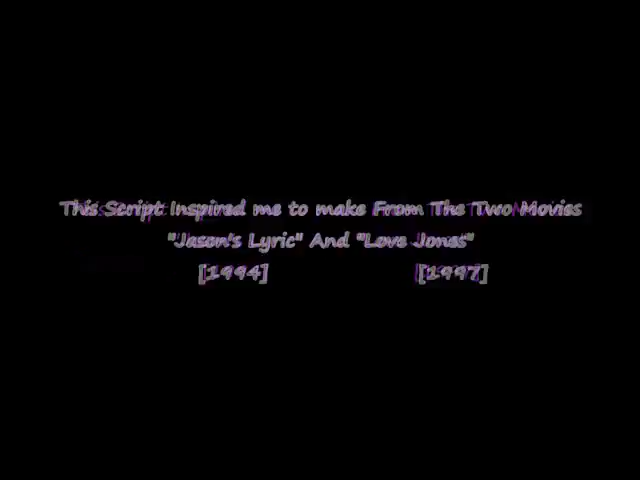 This Script Inspired me to make From The Two Movies
"Jason's Lyric" And "Love Jones"
[1994] [1997]